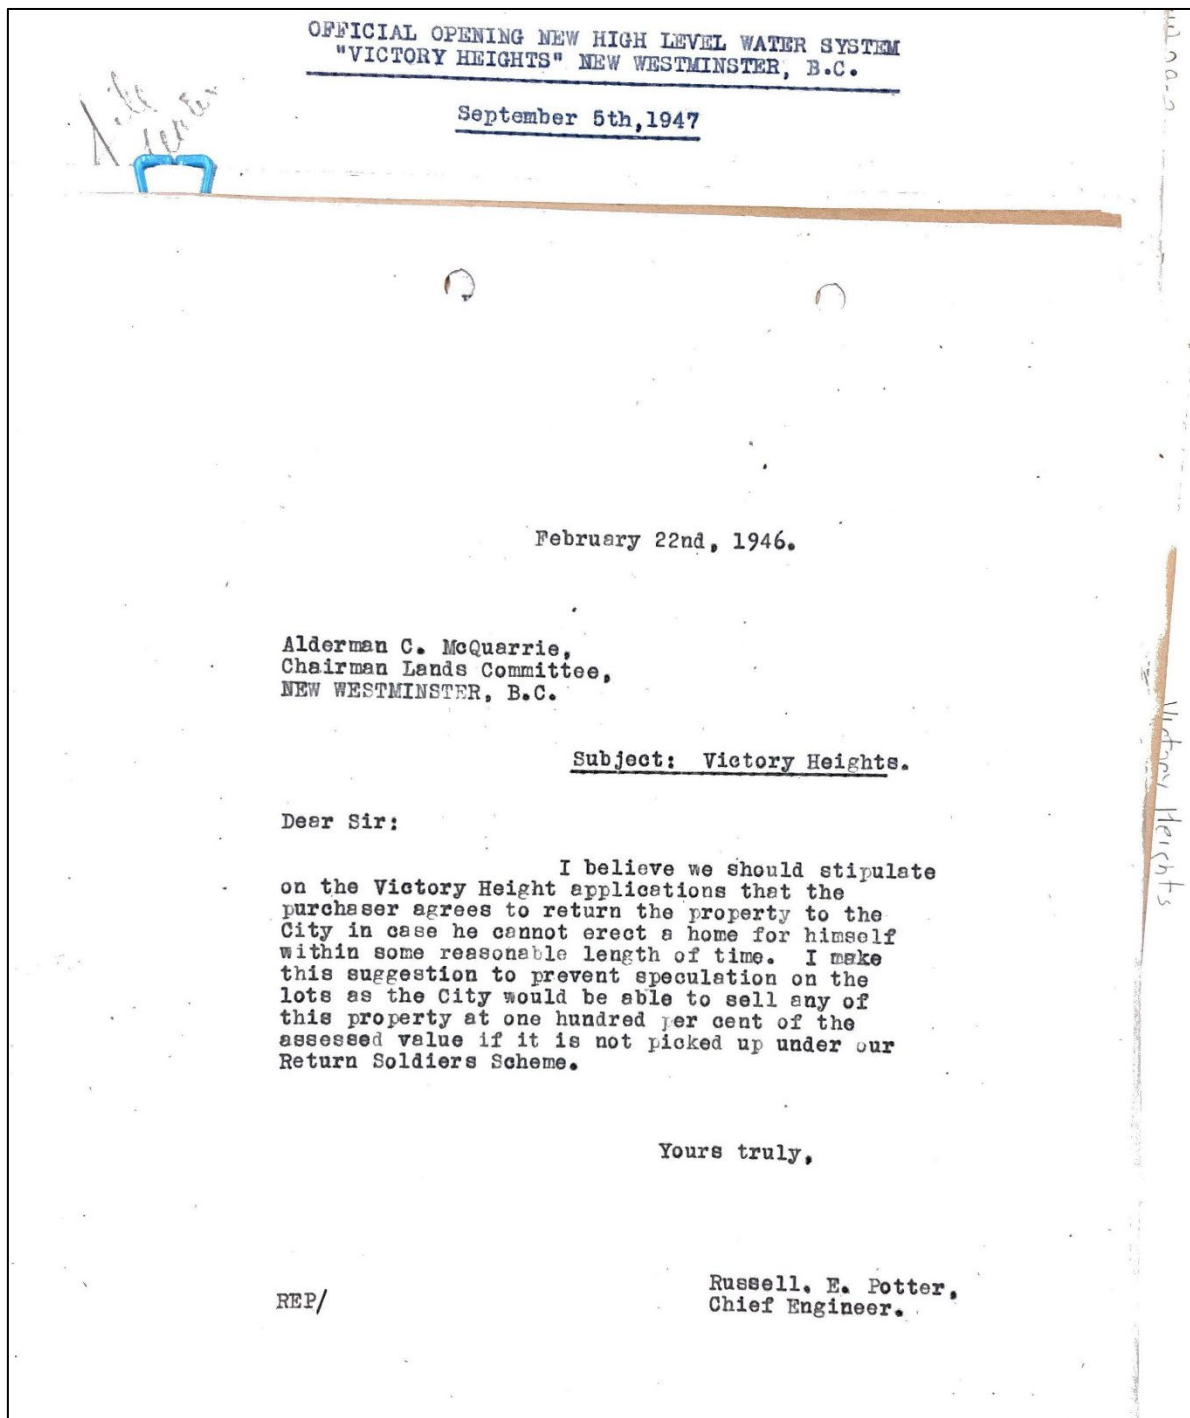 OFFICIAL OPENING NEW HIGH LEVEL WATER SYSTEM
"VICTORY HEIGHTS" NEW WESTMINSTER, B.C.
September 5th,1947
February 22nd, 1946.
Alderman C. McQuarrie,
Chairman Lands Committee,
NEW WESTMINSTER, B.C.
Subject: Victory Heights.
Dear Sir:
I believe we should stipulate
on the Victory Height applications that the
purchaser agrees to return the property to the
City in case he cannot erect a home for himself
within some reasonable length of time. I make
this suggestion to prevent speculation on the
lots as the City would be able to sell any of
this property at one hundred per cent of the
assessed value if it is not picked up under our
Return Soldiers Scheme.
Yours truly,
Russell. E. Potter,
Chief Engineer.
REP/
Victory Heights